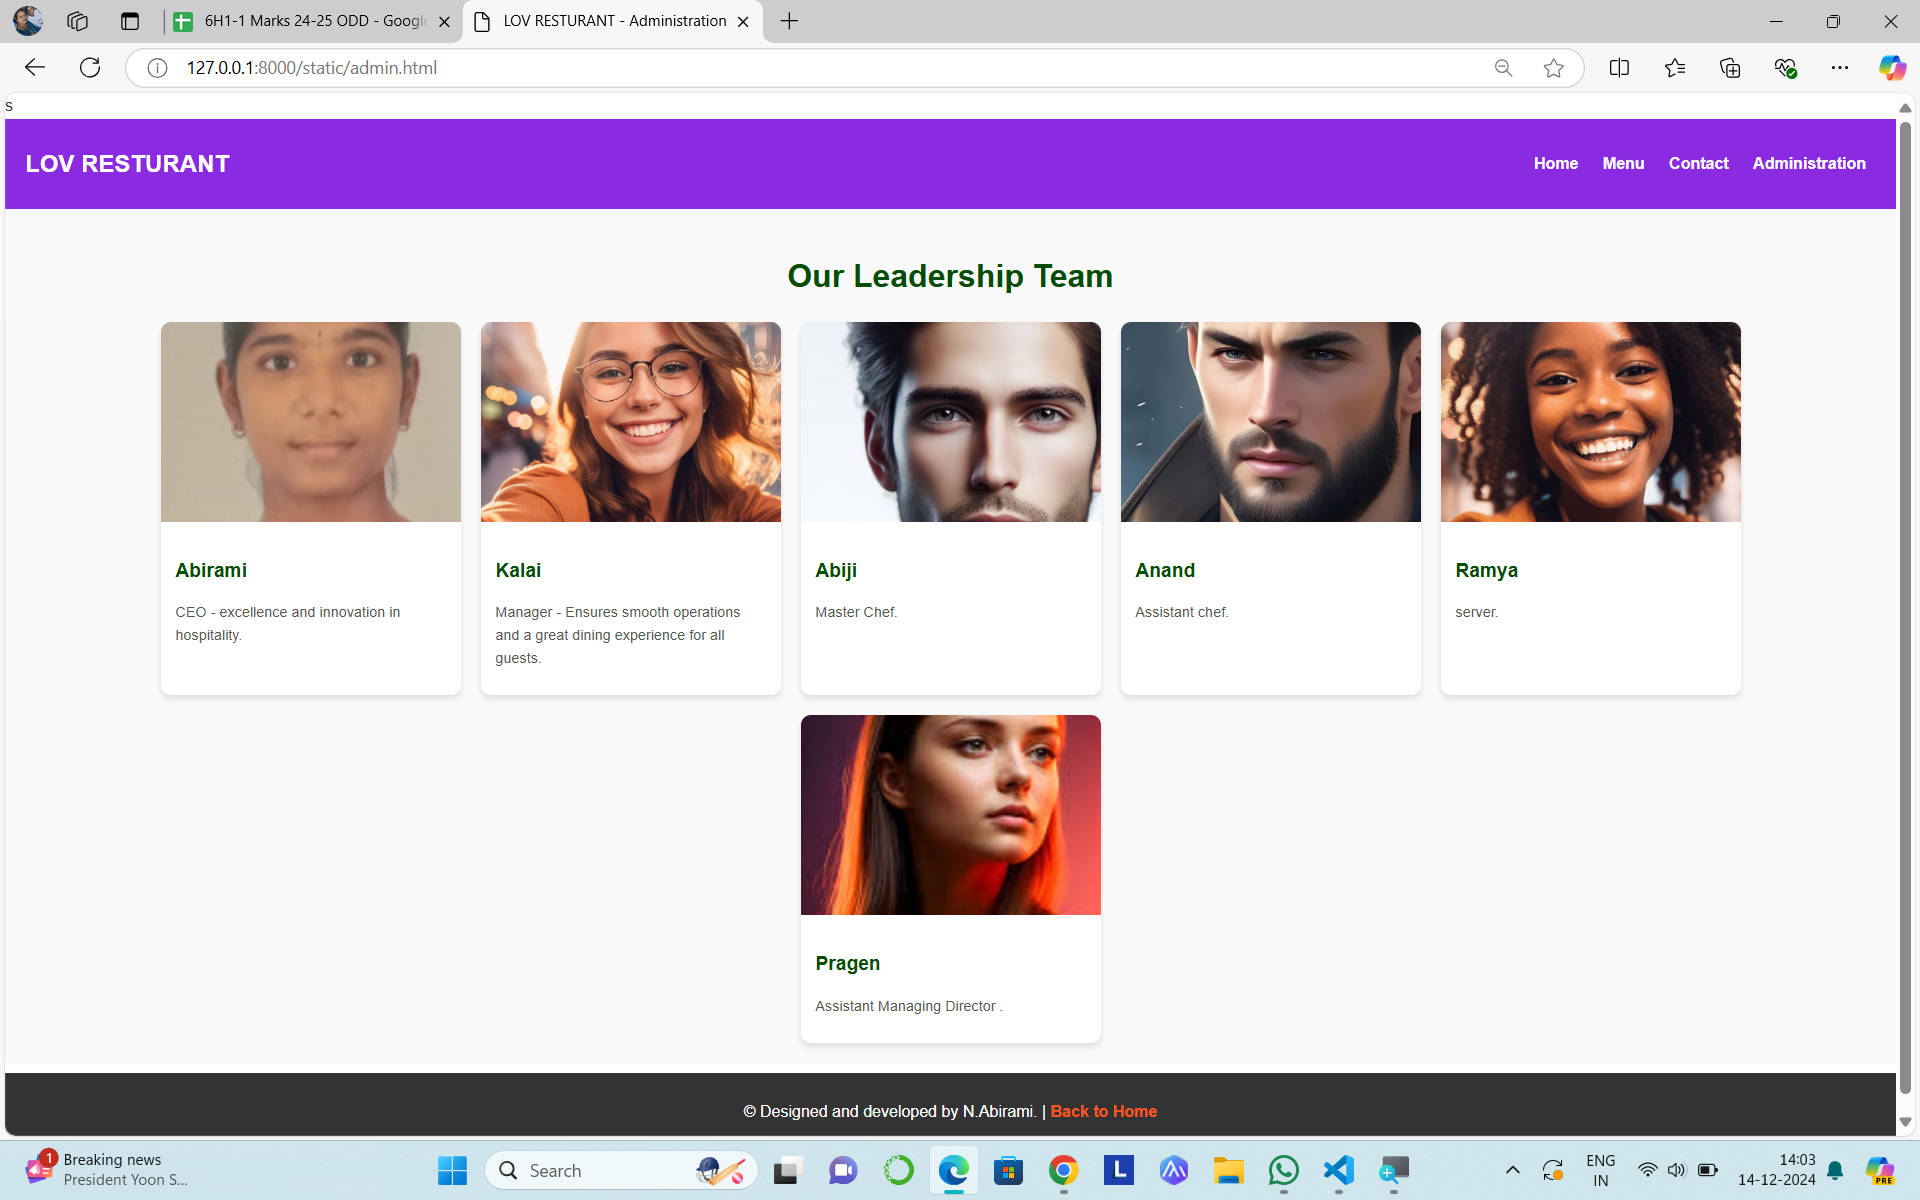 6H1-1 Marks 24-25 ODD - Google
LOV RESTURANT - Administration
127.0.0.1:8000/static/admin.html
s
LOV RESTURANT
Home Menu Contact Administration
Our Leadership Team
Abirami
CEO - excellence and innovation in
hospitality.
Kalai
Manager - Ensures smooth operations
and a great dining experience for all
guests.
Abiji
Master Chef.
Anand
Assistant chef.
Ramya
server.
Pragen
Assistant Managing Director .
© Designed and developed by N.Abirami. | Back to Home
1
Breaking news
President Yoon S...
Search
L
ENG
IN
14:03
14-12-2024
PRE